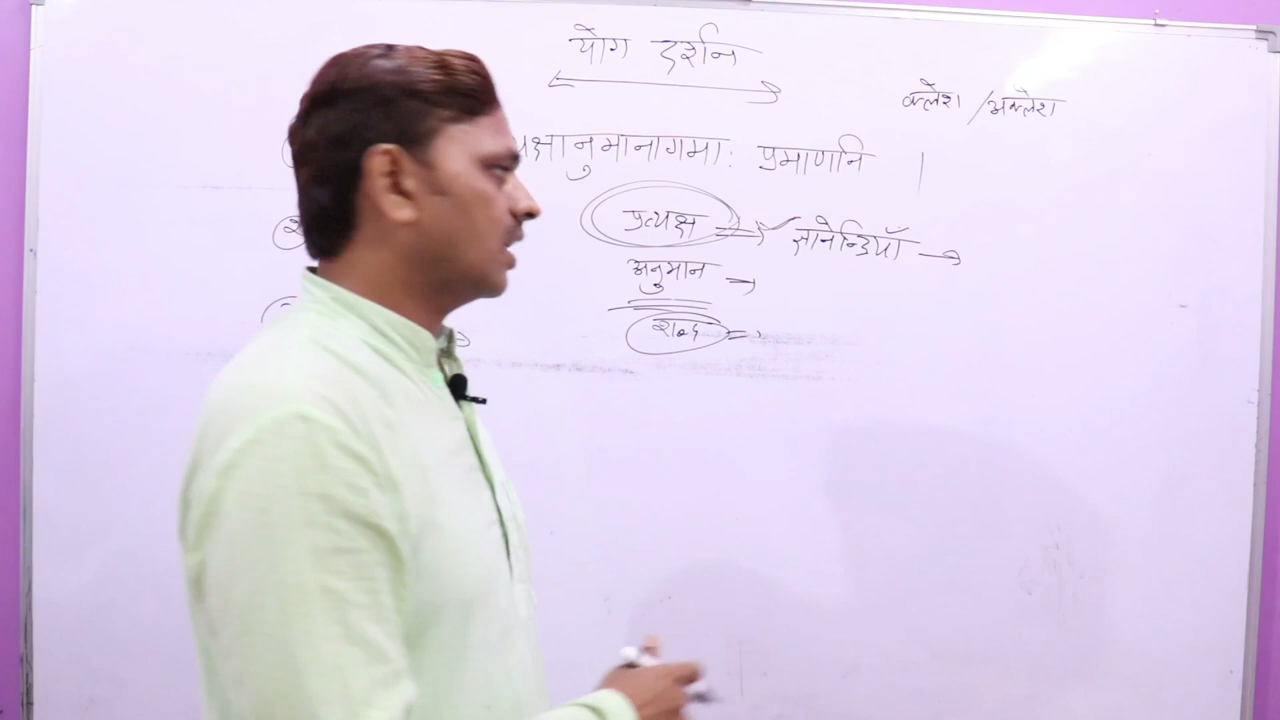 योग दर्शन
क्लेश / अक्लेश
क्षानुमानागमाः प्रमाणानि ।
प्रत्यक्ष ⇒ ज्ञानेन्द्रियाँ →
अनुमान →
शब्द ⇒